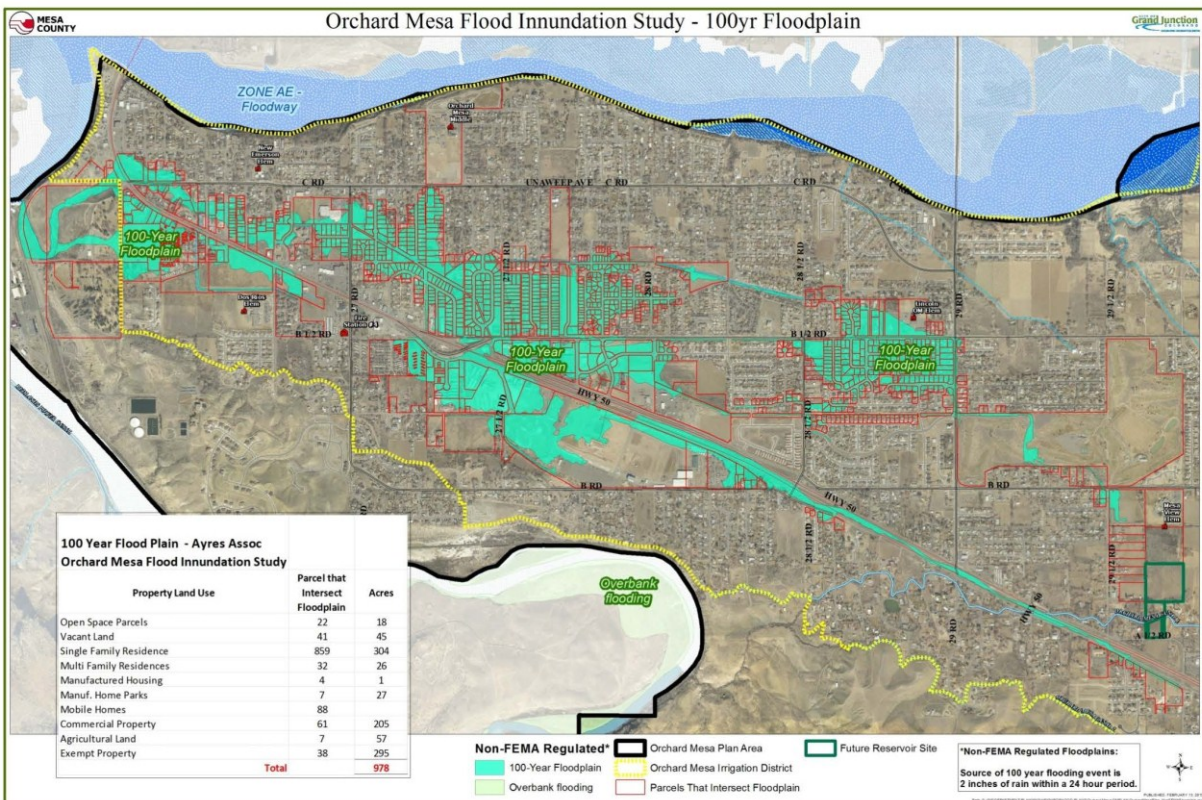 MESA
COUNTY
Orchard Mesa Flood Innundation Study - 100yr Floodplain
Grand Junction
COLORADO
ZONE AE -
Floodway
Orchard
Mesa
Middle
New
Emerson
Elem
C RD
UNAWEEP AVE
C RD
C RD
100-Year
Floodplain
27 1/2 RD
28 RD
28 1/2 RD
29 RD
29 1/2 RD
Dos Rios
Elem
27 RD
Fire
Station #4
Lincoln
OM Elem
B 1/2 RD
B 1/2 RD
100-Year
Floodplain
100-Year
Floodplain
HWY 50
27 1/2 RD
28 1/2 RD
B RD
B RD
HWY 50
Mesa
View
Elem
28 1/2 RD
29 1/2 RD
29 RD
HWY 50
A 1/2 RD
Overbank
flooding
RD
100 Year Flood Plain - Ayres Assoc
Orchard Mesa Flood Innundation Study
Property Land Use Parcel that Intersect Floodplain Acres
Open Space Parcels 22 18
Vacant Land 41 45
Single Family Residence 859 304
Multi Family Residences 32 26
Manufactured Housing 4 1
Manuf. Home Parks 7 27
Mobile Homes 88
Commercial Property 61 205
Agricultural Land 7 57
Exempt Property 38 295
Total 978
Non-FEMA Regulated*
100-Year Floodplain
Overbank flooding
Orchard Mesa Plan Area
Orchard Mesa Irrigation District
Parcels That Intersect Floodplain
Future Reservoir Site
*Non-FEMA Regulated Floodplains:
Source of 100 year flooding event is
2 inches of rain within a 24 hour period.